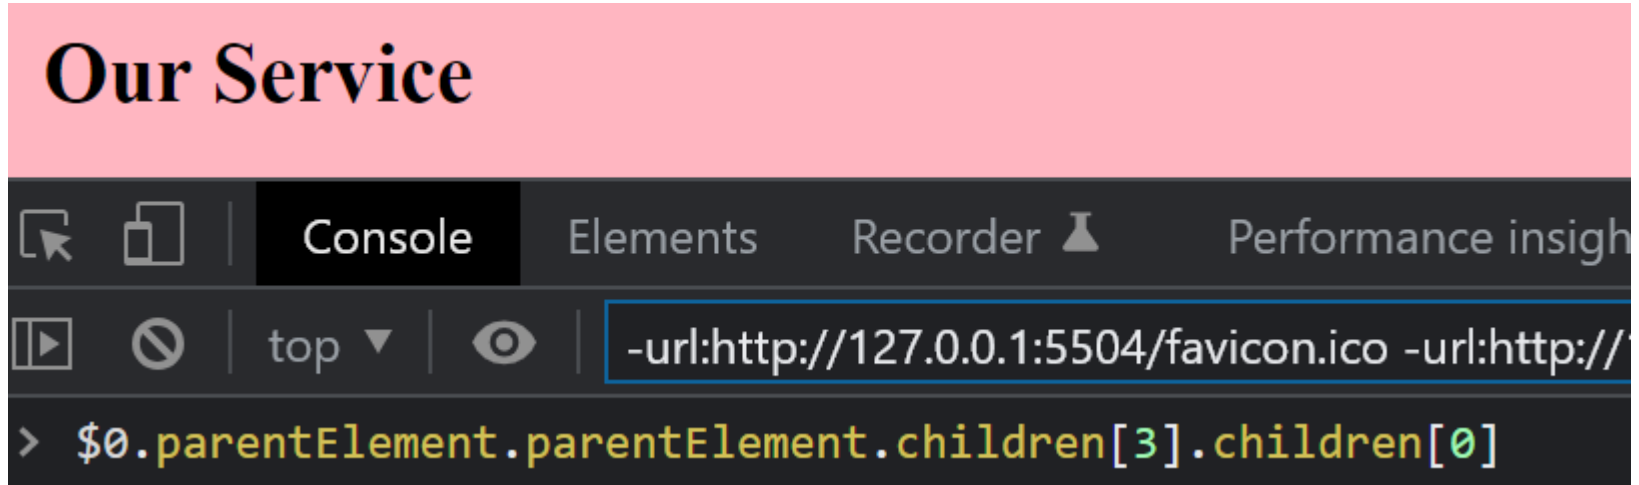 Our Service
Console Elements Recorder Performance insigh
top -url:http://127.0.0.1:5504/favicon.ico -url:http://
> $0.parentElement.parentElement.children[3].children[0]